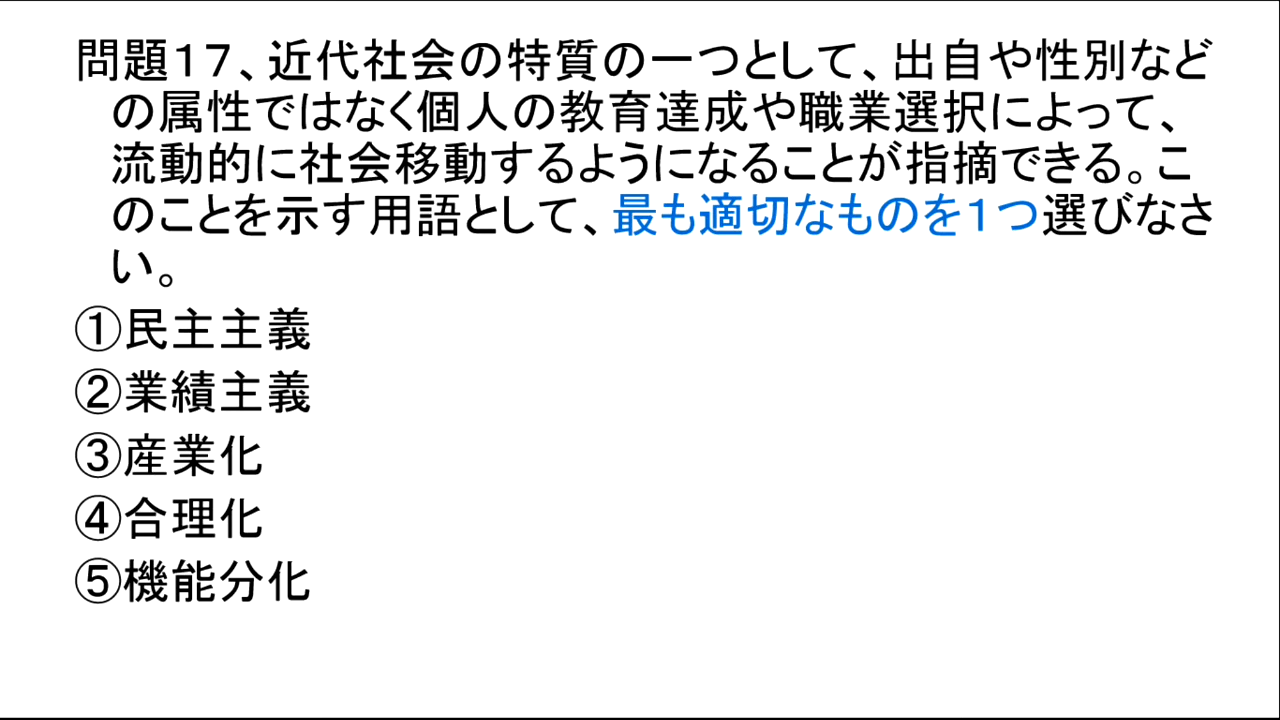 問題１７、近代社会の特質の一つとして、出自や性別など
の属性ではなく個人の教育達成や職業選択によって、
流動的に社会移動するようになることが指摘できる。こ
のことを示す用語として、最も適切なものを１つ選びなさ
い。
①民主主義
②業績主義
③産業化
④合理化
⑤機能分化